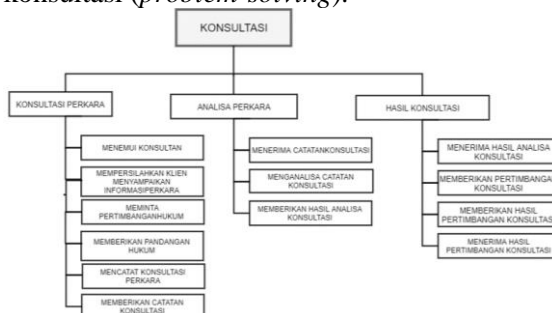 konsultasi (problem solving).
KONSULTASI
KONSULTASI PERKARA
ANALISA PERKARA
HASIL KONSULTASI
MENEMUI KONSULTAN
MEMPERSILAHKAN KLIEN
MENYAMPAIKAN
INFORMASIPERKARA
MEMINTA
PERTIMBANGANHUKUM
MEMBERIKAN PANDANGAN
HUKUM
MENCATAT KONSULTASI
PERKARA
MEMBERIKAN CATATAN
KONSULTASI
MENERIMA CATATANKONSULTASI
MENGANALISA CATATAN
KONSULTASI
MEMBERIKAN HASIL ANALISA
KONSULTASI
MENERIMA HASIL ANALISA
KONSULTASI
MEMBERIKAN PERTIMBANGA
KONSULTASI
MEMBERIKAN HASIL
PERTIMBANGAN KONSULTAS
MENERIMA HASIL
PERTIMBANGAN KONSULTASI